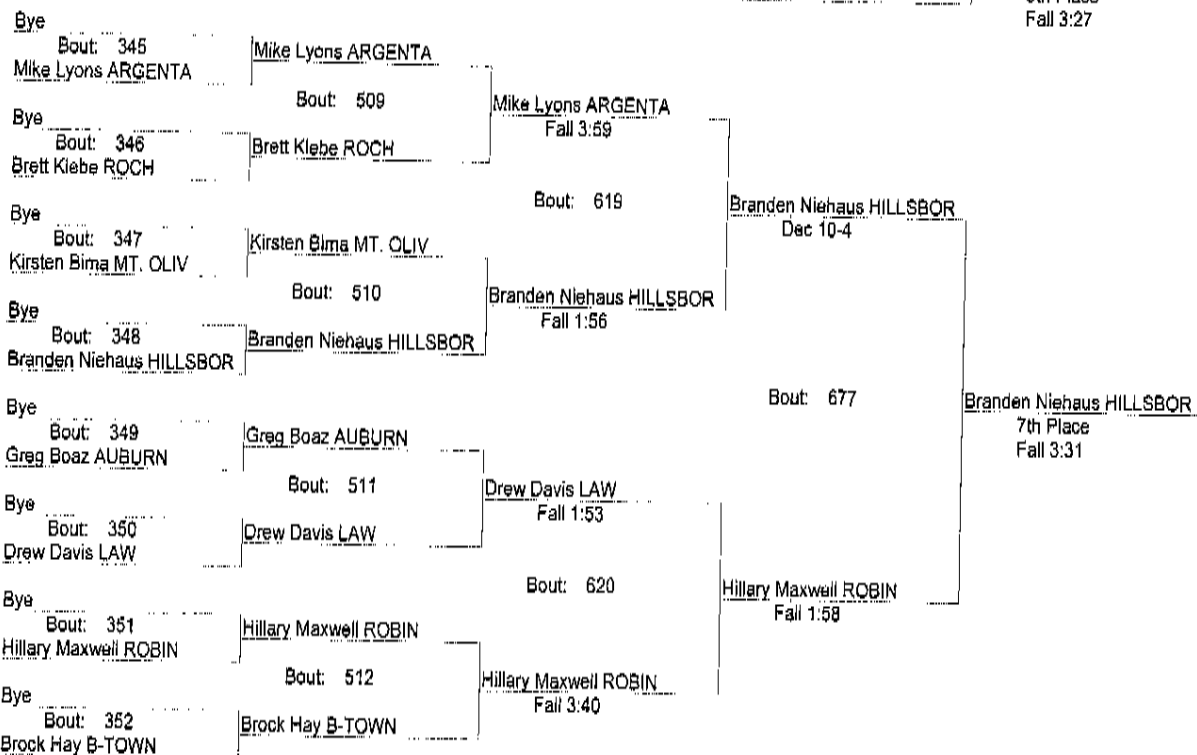 Fall 3:27
Bye
Bout: 345
Mike Lyons ARGENTA
Mike Lyons ARGENTA
Bout: 509
Mike Lyons ARGENTA
Fall 3:59
Bye
Bout: 346
Brett Klebe ROCH
Brett Klebe ROCH
Bout: 619
Branden Niehaus HILLSBOR
Dec 10-4
Bye
Bout: 347
Kirsten Bima MT. OLIV
Kirsten Bima MT. OLIV
Bout: 510
Branden Niehaus HILLSBOR
Fall 1:56
Bye
Bout: 348
Branden Niehaus HILLSBOR
Branden Niehaus HILLSBOR
Bout: 677
Branden Niehaus HILLSBOR
7th Place
Fall 3:31
Bye
Bout: 349
Greg Boaz AUBURN
Greg Boaz AUBURN
Bout: 511
Drew Davis LAW
Fall 1:53
Bye
Bout: 350
Drew Davis LAW
Drew Davis LAW
Bout: 620
Hillary Maxwell ROBIN
Fall 1:58
Bye
Bout: 351
Hillary Maxwell ROBIN
Hillary Maxwell ROBIN
Bout: 512
Hillary Maxwell ROBIN
Fall 3:40
Bye
Bout: 352
Brock Hay B-TOWN
Brock Hay B-TOWN